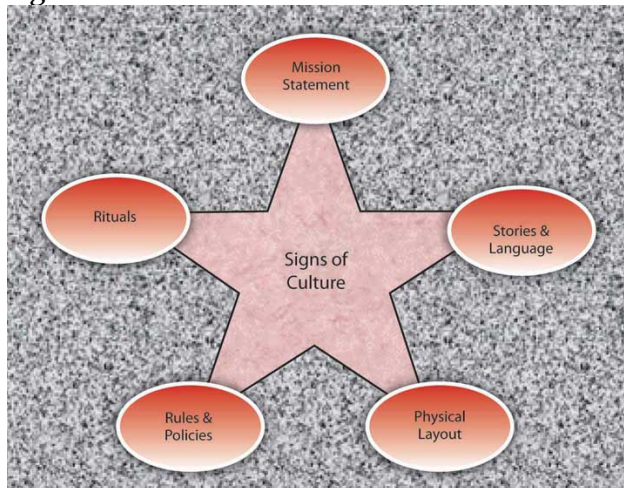 Mission
Statement
Rituals
Stories &
Language
Signs of
Culture
Rules &
Policies
Physical
Layout